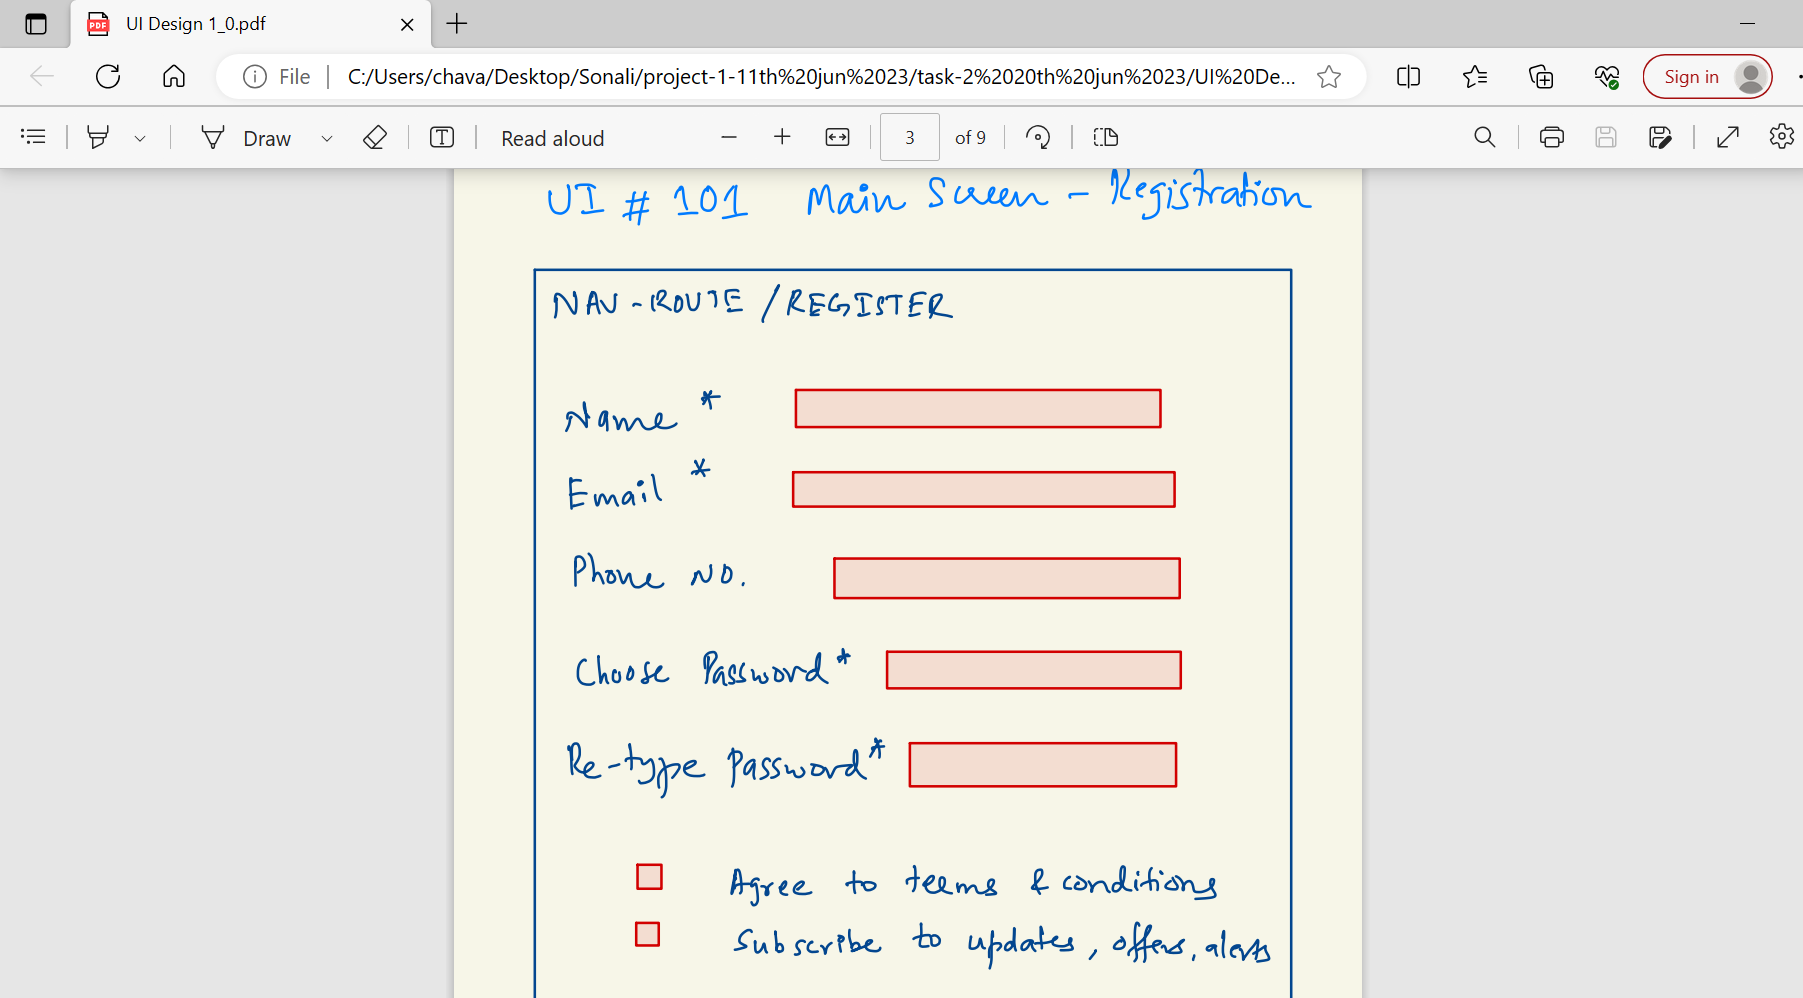 UI Design 1_0.pdf
File C:/Users/chava/Desktop/Sonali/project-1-11th%20jun%2023/task-2%2020th%20jun%2023/UI%20De... Sign in
Draw Read aloud 3 of 9
UI # 101 Main Screen - Registration
NAV-ROUTE /REGISTER
Name *
Email *
Phone NO.
Choose Password *
Re-type Password *
Agree to terms & conditions
Subscribe to updates, offers, alerts